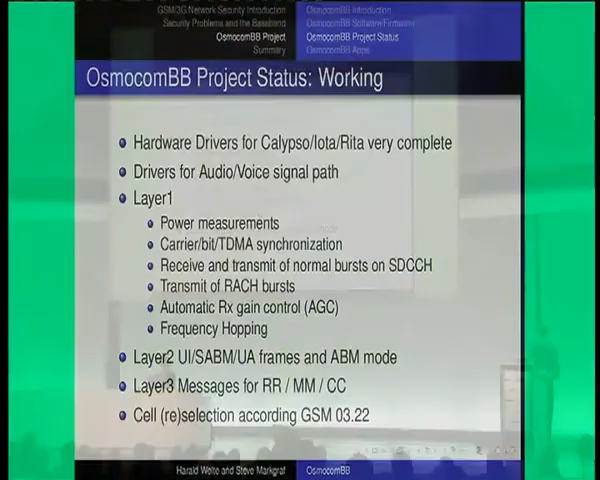 GSM/3G Network Security Introduction
Security Problems and the Baseband
OsmocomBB Project
Summary
OsmocomBB Introduction
OsmocomBB Software/Firmware
OsmocomBB Project Status
OsmocomBB Apps
OsmocomBB Project Status: Working
Hardware Drivers for Calypso/Iota/Rita very complete
Drivers for Audio/Voice signal path
Layer1
Power measurements
Carrier/bit/TDMA synchronization
Receive and transmit of normal bursts on SDCCH
Transmit of RACH bursts
Automatic Rx gain control (AGC)
Frequency Hopping
Layer2 UI/SABM/UA frames and ABM mode
Layer3 Messages for RR / MM / CC
Cell (re)selection according GSM 03.22
Harald Welte and Steve Markgraf
OsmocomBB